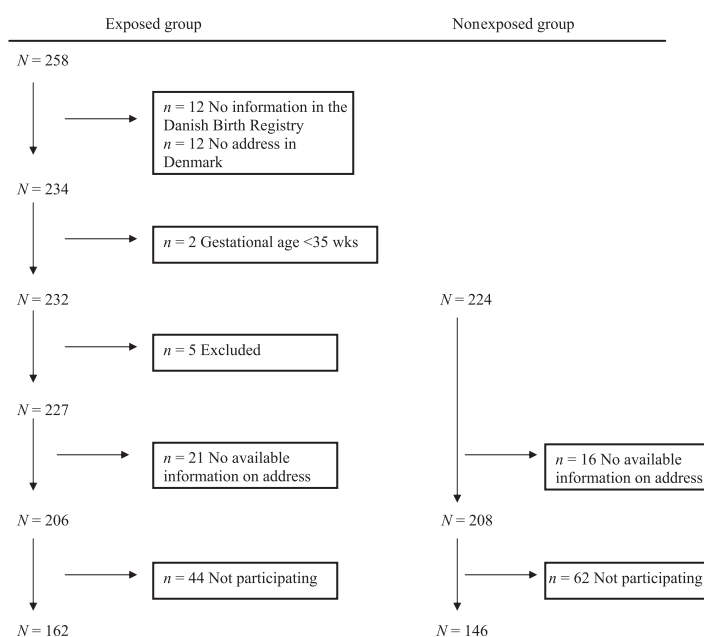 Exposed group
Nonexposed group
N = 258
n = 12 No information in the
Danish Birth Registry
n = 12 No address in
Denmark
N = 234
n = 2 Gestational age <35 wks
N = 232
N = 224
n = 5 Excluded
N = 227
n = 21 No available
information on address
n = 16 No available
information on address
N = 206
N = 208
n = 44 Not participating
n = 62 Not participating
N = 162
N = 146